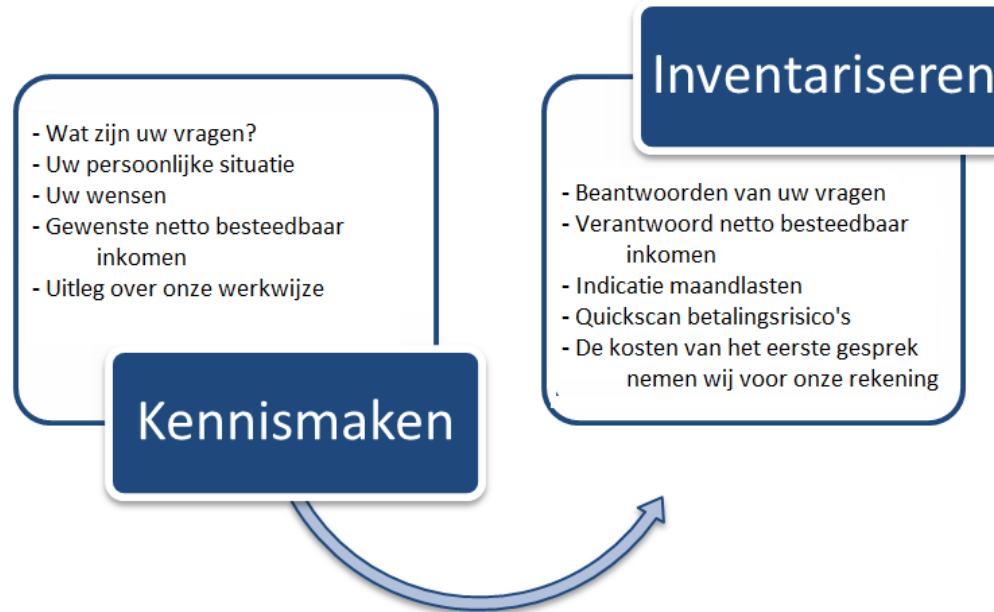 - Wat zijn uw vragen?
- Uw persoonlijke situatie
- Uw wensen
- Gewenste netto besteedbaar
inkomen
- Uitleg over onze werkwijze
Kennismaken
Inventariseren
- Beantwoorden van uw vragen
- Verantwoord netto besteedbaar
inkomen
- Indicatie maandlasten
- Quickscan betalingsrisico's
- De kosten van het eerste gesprek
nemen wij voor onze rekening